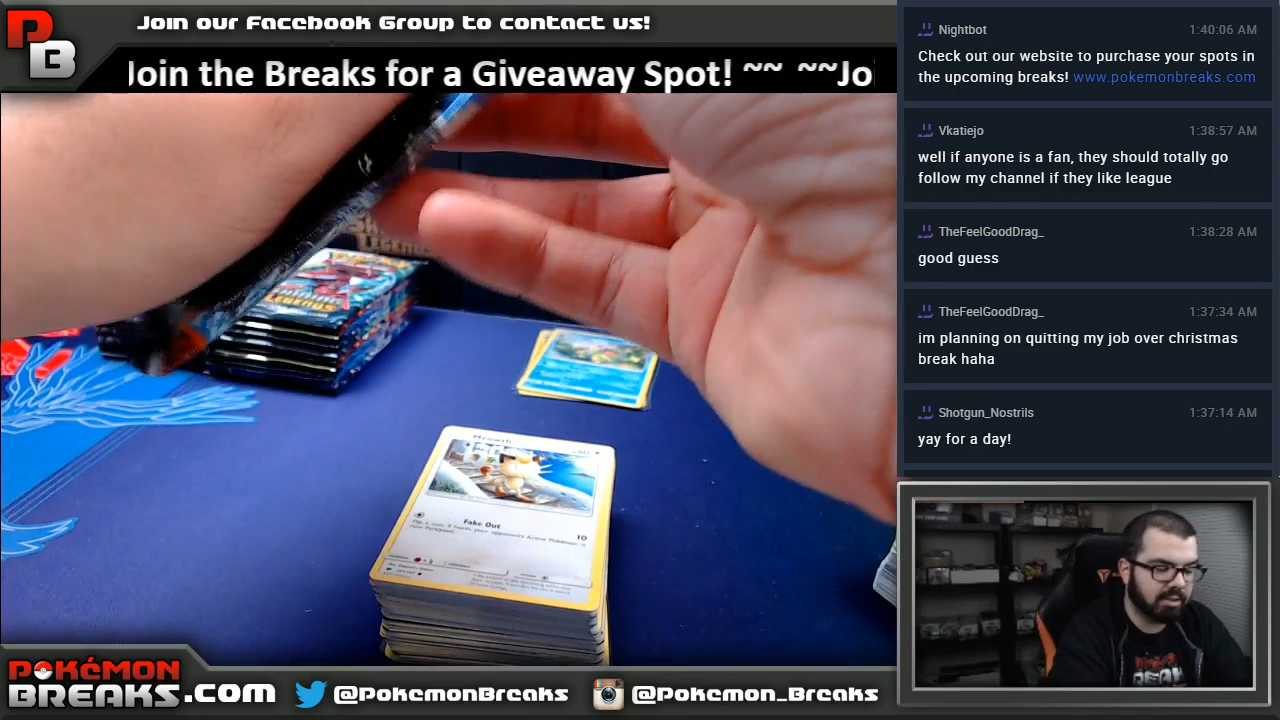 Join our Facebook Group to contact us!
PB
Join the Breaks for a Giveaway Spot! ~~ ~~Jo
Nightbot 1:40:06 AM
Check out our website to purchase your spots in
the upcoming breaks! www.pokemonbreaks.com
Vkatiejo 1:38:57 AM
well if anyone is a fan, they should totally go
follow my channel if they like league
TheFeelGoodDrag_ 1:38:28 AM
good guess
TheFeelGoodDrag_ 1:37:34 AM
im planning on quitting my job over christmas
break haha
Shotgun_Nostrils 1:37:14 AM
yay for a day!
LEGENDS
Meowth 60
Fake Out 10
POKéMON
BREAKS.com @PokemonBreaks @Pokemon_Breaks